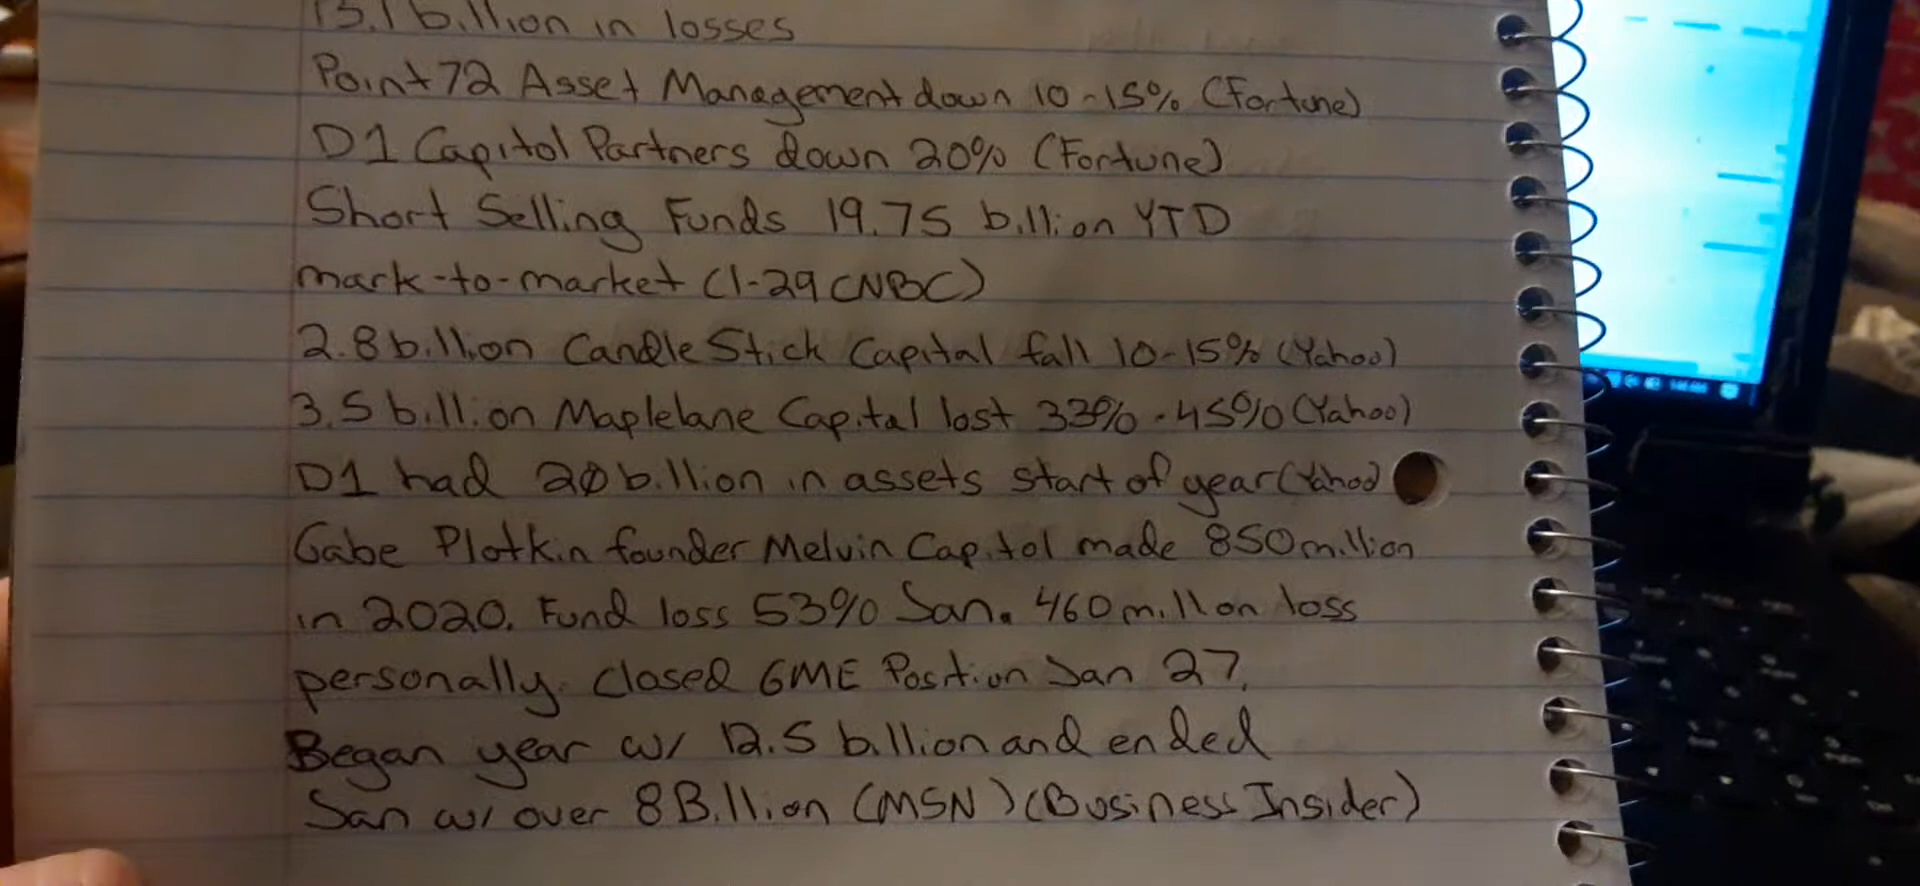 13.1 billion in losses
Point72 Asset Management down 10-15% (Fortune)
D1 Capitol Partners down 20% (Fortune)
Short Selling Funds 19.75 billion YTD
mark-to-market (1-29 CNBC)
2.8 billion CandleStick Capital fall 10-15% (Yahoo)
3.5 billion Maplelane Capital lost 33% - 45% (Yahoo)
D1 had 20 billion in assets start of year (Yahoo)
Gabe Plotkin founder Melvin Capitol made 850 million
in 2020. Fund loss 53% Jan. 460 millon loss
personally. Closed GME Position Jan 27.
Began year w/ 12.5 billion and ended
Jan w/ over 8 Billion (MSN) (Business Insider)